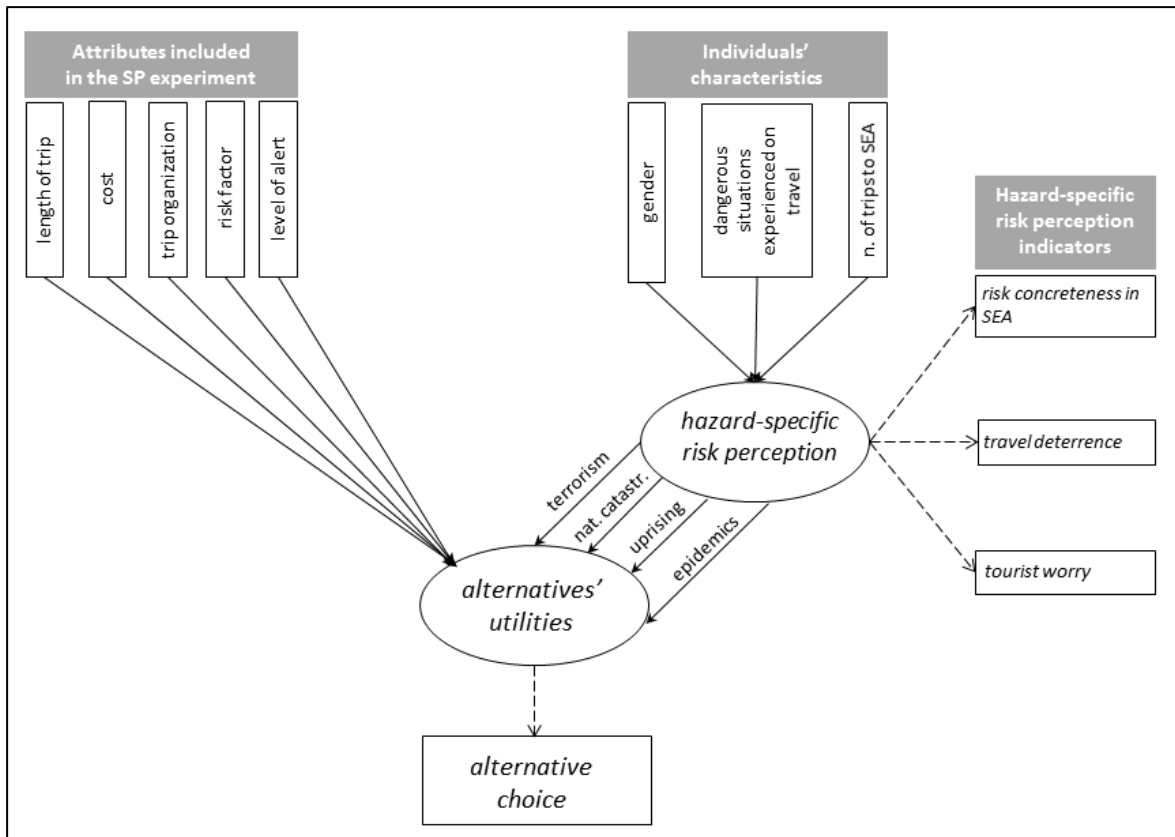 Attributes included
in the SP experiment
length of trip
cost
trip organization
risk factor
level of alert
Individuals'
characteristics
gender
dangerous
situations
experienced on
travel
n. of tripsto SEA
Hazard-specific
risk perception
indicators
risk concreteness in
SEA
travel deterrence
tourist worry
hazard-specific
risk perception
terrorism
nat. catastr.
uprising
epidemics
alternatives'
utilities
alternative
choice